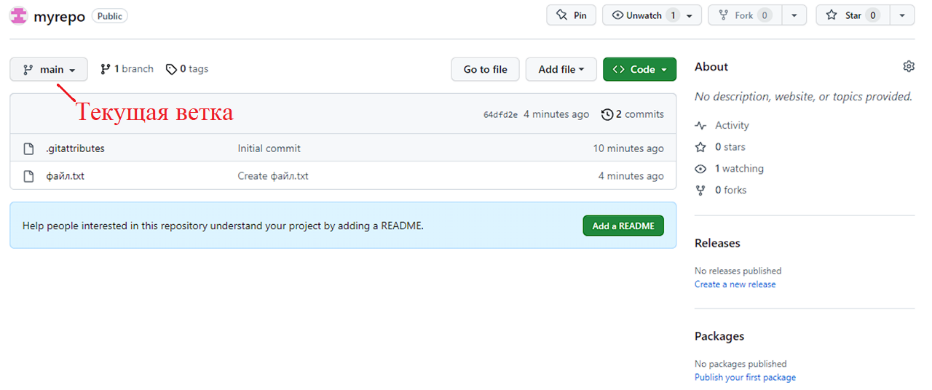 myrepo Public Pin Unwatch 1 Fork 0 Star 0
main 1 branch 0 tags Go to file Add file <> Code
Текущая ветка
64dfd2e 4 minutes ago 2 commits
.gitattributes Initial commit 10 minutes ago
файл.txt Create файл.txt 4 minutes ago
Help people interested in this repository understand your project by adding a README. Add a README
About
No description, website, or topics provided.
Activity
0 stars
1 watching
0 forks
Releases
No releases published
Create a new release
Packages
No packages published
Publish your first package